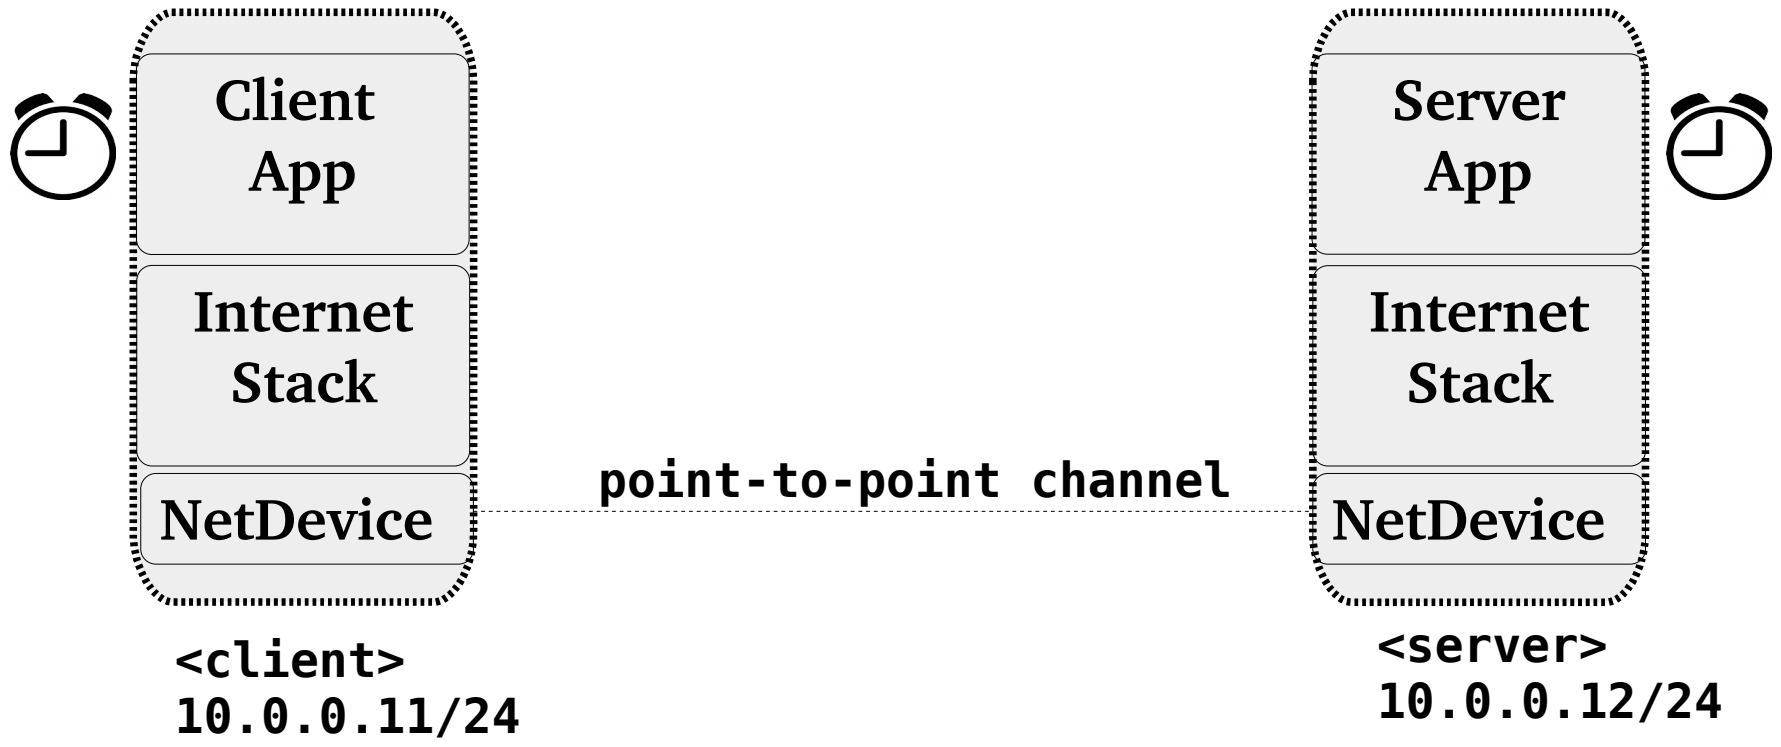 Client
App
Internet
Stack
NetDevice
<client>
10.0.0.11/24
point-to-point channel
Server
App
Internet
Stack
NetDevice
<server>
10.0.0.12/24